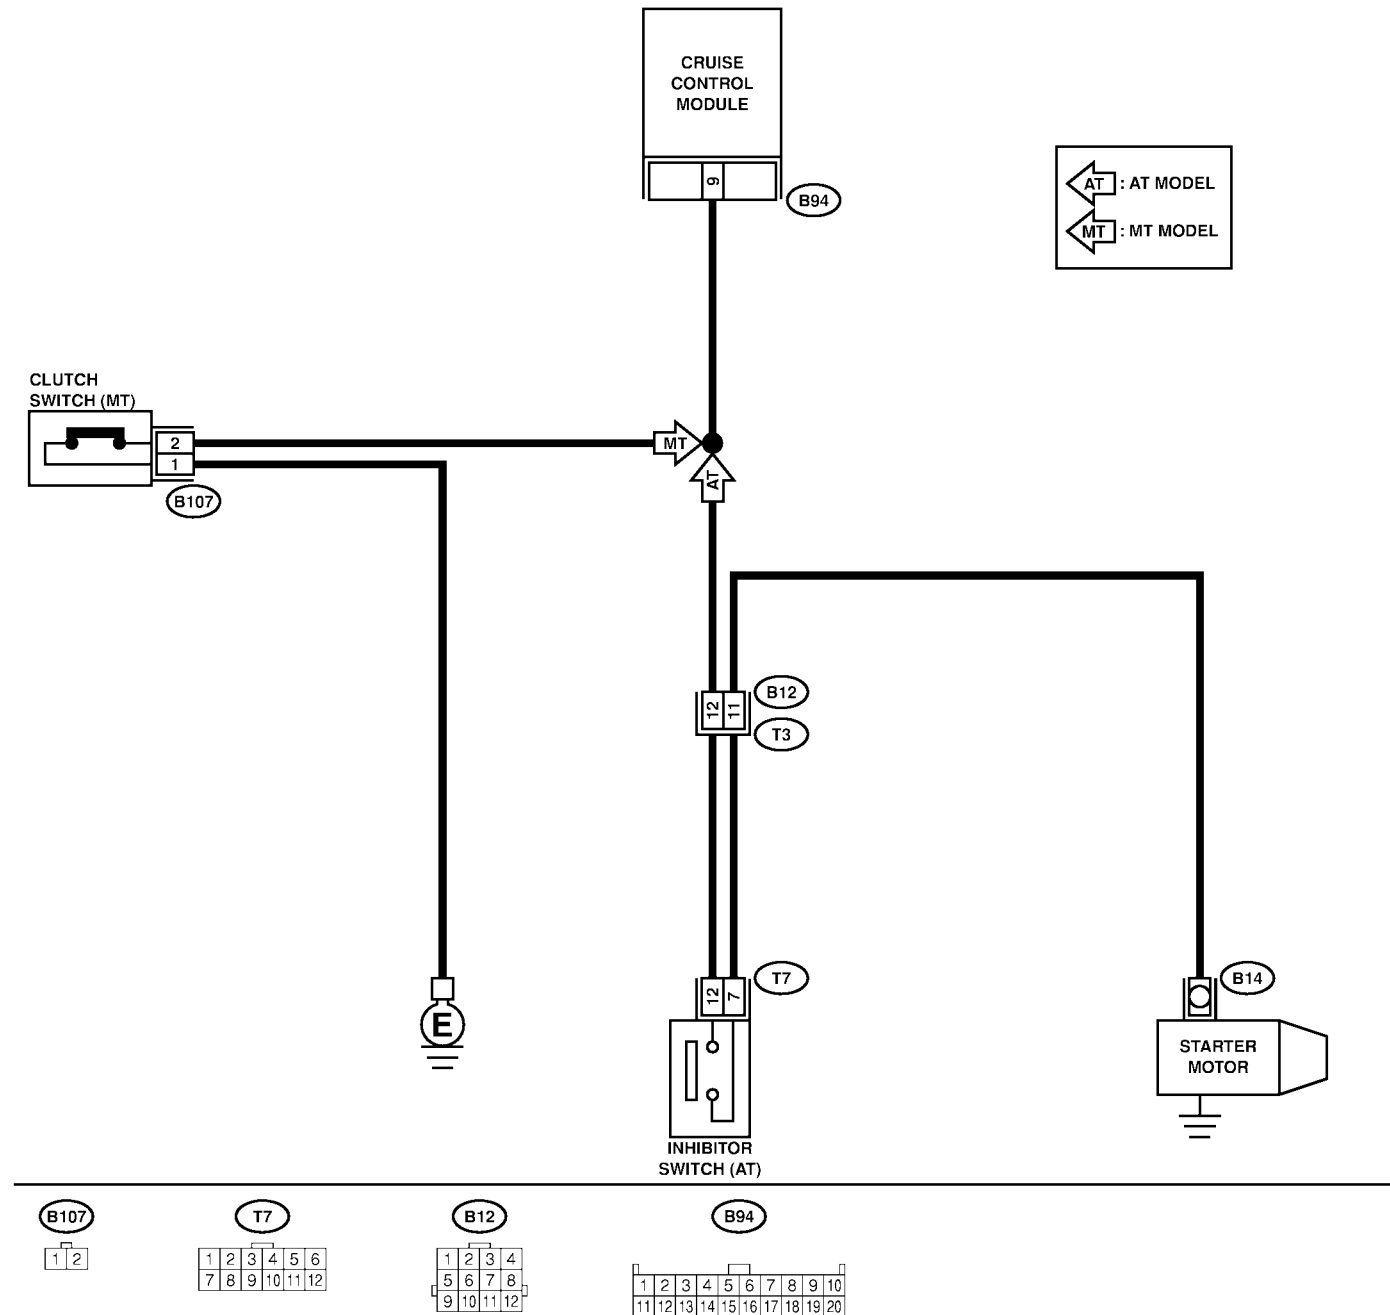 CRUISE
CONTROL
MODULE
9
B94
AT : AT MODEL
MT : MT MODEL
CLUTCH
SWITCH (MT)
2
1
B107
MT
AT
12 11
B12
T3
12 7
T7
B14
E
STARTER
MOTOR
INHIBITOR
SWITCH (AT)
B107
T7
B12
B94
1 2
1 2 3 4 5 6
7 8 9 10 11 12
1 2 3 4
5 6 7 8
9 10 11 12
1 2 3 4 5 6 7 8 9 10
11 12 13 14 15 16 17 18 19 20